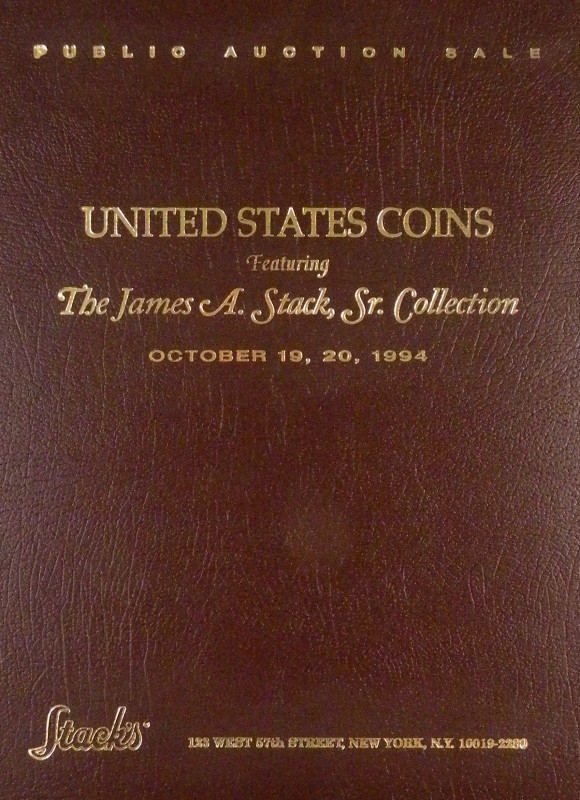 PUBLIC AUCTION SALE
UNITED STATES COINS
Featuring
The James A. Stack, Sr. Collection
OCTOBER 19, 20, 1994
Stack's
123 WEST 57th STREET, NEW YORK, N.Y. 10019-2280